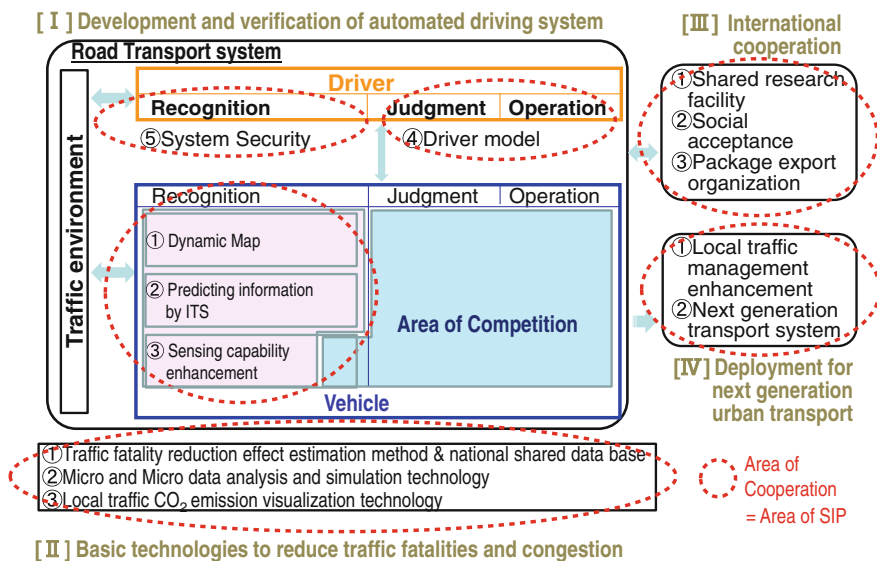 [Ⅰ] Development and verification of automated driving system
Road Transport system
Traffic environment
Driver
Recognition Judgment Operation
⑤System Security ④Driver model
Recognition Judgment Operation
① Dynamic Map
② Predicting information
by ITS
③ Sensing capability
enhancement
Area of Competition
Vehicle
[Ⅲ] International
cooperation
①Shared research
facility
②Social
acceptance
③Package export
organization
①Local traffic
management
enhancement
②Next generation
transport system
[Ⅳ] Deployment for
next generation
urban transport
①Traffic fatality reduction effect estimation method & national shared data base
②Micro and Micro data analysis and simulation technology
③Local traffic CO₂ emission visualization technology
[Ⅱ] Basic technologies to reduce traffic fatalities and congestion
Area of
Cooperation
= Area of SIP